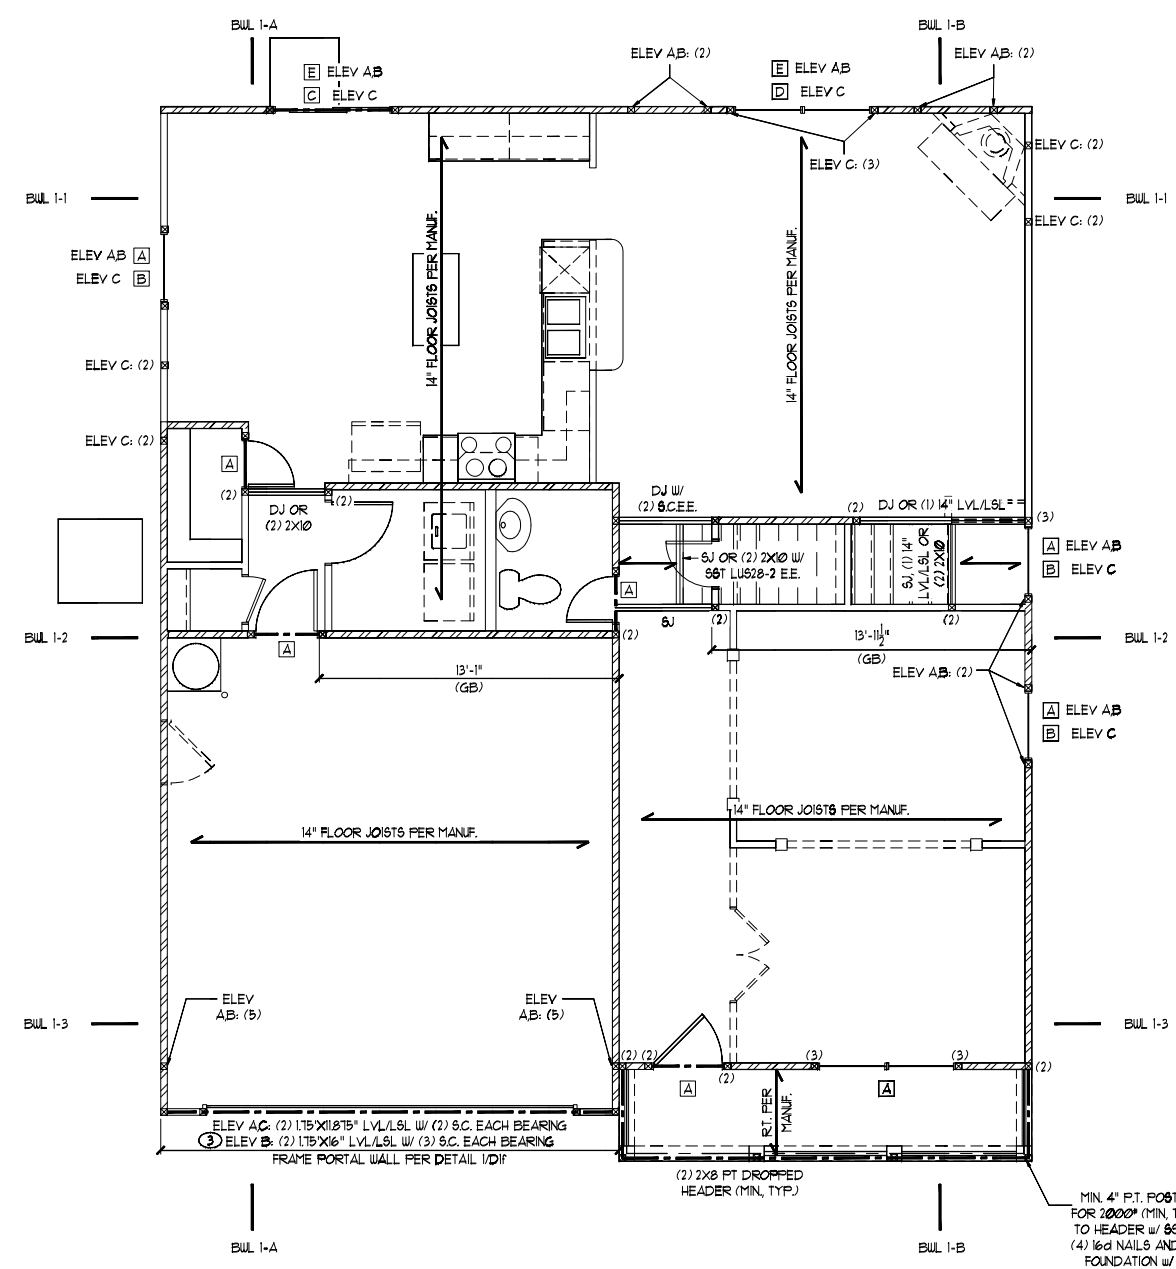 BWL 1-A
BWL 1-B
E ELEV A,B
C ELEV C
ELEV A,B: (2)
E ELEV A,B
D ELEV C
ELEV A,B: (2)
ELEV C: (3)
ELEV C: (2)
BWL 1-1
BWL 1-1
ELEV C: (2)
ELEV A,B A
ELEV C B
14" FLOOR JOISTS PER MANUF.
14" FLOOR JOISTS PER MANUF.
ELEV C: (2)
ELEV C: (2)
A
(2)
(2)
DJ OR
(2) 2X10
DJ W/
(2) S.C.E.E.
(2)
DJ OR (1) 14" LVL/LSL
(3)
SJ OR (2) 2X10 W/
SST LUS28-2 E.E.
SJ, (1) 14"
LVL/LSL OR
(2) 2X10
A ELEV A,B
B ELEV C
A
SJ
(2)
(2)
(2)
BWL 1-2
BWL 1-2
A
13'-1"
(GB)
13'-11½"
(GB)
ELEV A,B: (2)
A ELEV A,B
B ELEV C
14" FLOOR JOISTS PER MANUF.
14" FLOOR JOISTS PER MANUF.
ELEV
A,B: (5)
ELEV
A,B: (5)
BWL 1-3
BWL 1-3
(2) (2)
(2)
(3)
(3)
(2)
A
A
R.T. PER
MANUF.
ELEV A,C: (2) 1.75'X11.875" LVL/LSL W/ (2) S.C. EACH BEARING
3 ELEV B: (2) 1.75'X16" LVL/LSL W/ (3) S.C. EACH BEARING
FRAME PORTAL WALL PER DETAIL 1/D1f
(2) 2X8 PT DROPPED
HEADER (MIN., TYP.)
MIN. 4" P.T. POST
FOR 2000# (MIN, T
TO HEADER w/ SS
(4) 16d NAILS AND
FOUNDATION w/
BWL 1-A
BWL 1-B